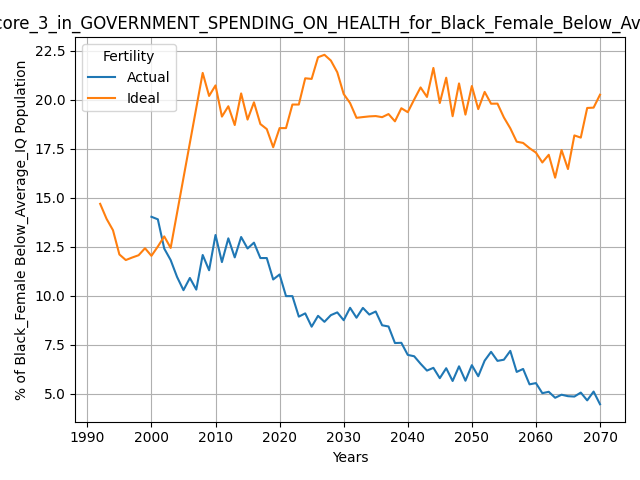 core_3_in_GOVERNMENT_SPENDING_ON_HEALTH_for_Black_Female_Below_Av
Fertility
Actual
Ideal
% of Black_Female Below_Average_IQ Population
22.5
20.0
17.5
15.0
12.5
10.0
7.5
5.0
1990 2000 2010 2020 2030 2040 2050 2060 2070
Years